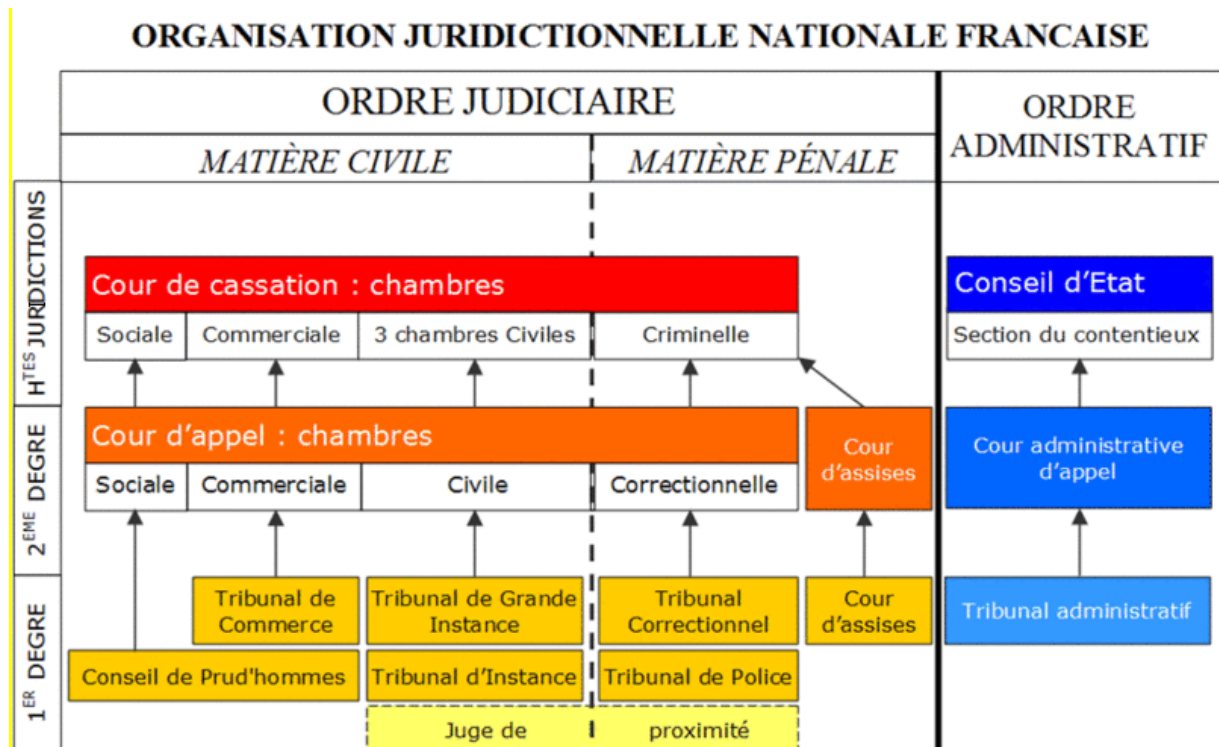 ORGANISATION JURIDICTIONNELLE NATIONALE FRANCAISE
ORDRE JUDICIAIRE
ORDRE
ADMINISTRATIF
MATIÈRE CIVILE
MATIÈRE PÉNALE
HTES JURIDICTIONS
Cour de cassation : chambres
Conseil d'Etat
Sociale
Commerciale
3 chambres Civiles
Criminelle
Section du contentieux
2EME DEGRE
Cour d'appel : chambres
Cour
d'assises
Cour administrative
d'appel
Sociale
Commerciale
Civile
Correctionnelle
1ER DEGRE
Tribunal de
Commerce
Tribunal de Grande
Instance
Tribunal
Correctionnel
Cour
d'assises
Tribunal administratif
Conseil de Prud'hommes
Tribunal d'Instance
Tribunal de Police
Juge de proximité